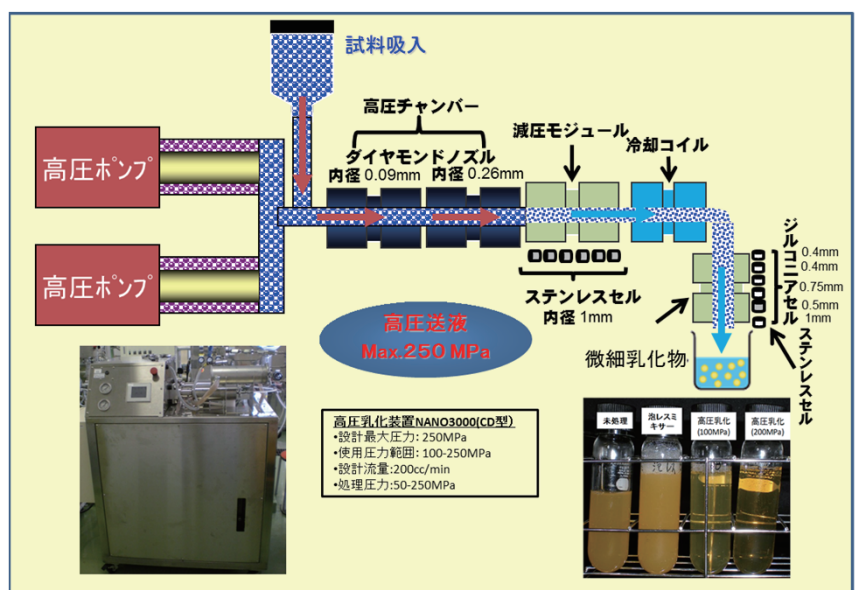 試料吸入
高圧チャンバー
ダイヤモンドノズル
内径 0.09mm 内径 0.26mm
減圧モジュール
冷却コイル
高圧ポンプ
高圧ポンプ
ステンレスセル
内径 1mm
ジルコニアセル
0.4mm
0.4mm
0.75mm
0.5mm
1mm
ステンレスセル
微細乳化物
高圧送液
Max.250 MPa
高圧乳化装置NANO3000(CD型)
•設計最大圧力: 250MPa
•使用圧力範囲: 100-250MPa
•設計流量:200cc/min
•処理圧力:50-250MPa
未処理
泡レスミキサー
高圧乳化
(100MPa)
高圧乳化
(200MPa)